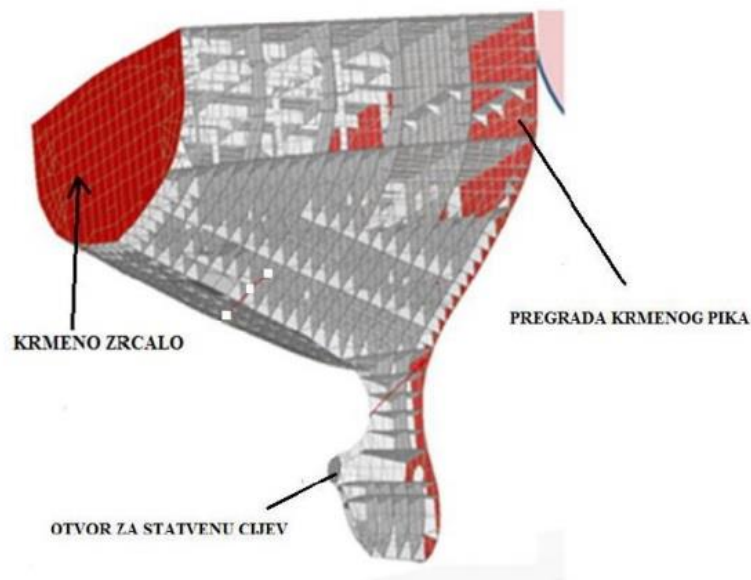 PREGRADA KRMENOG PIKA
KRMENO ZRCALO
OTVOR ZA STATVENU CIJEV